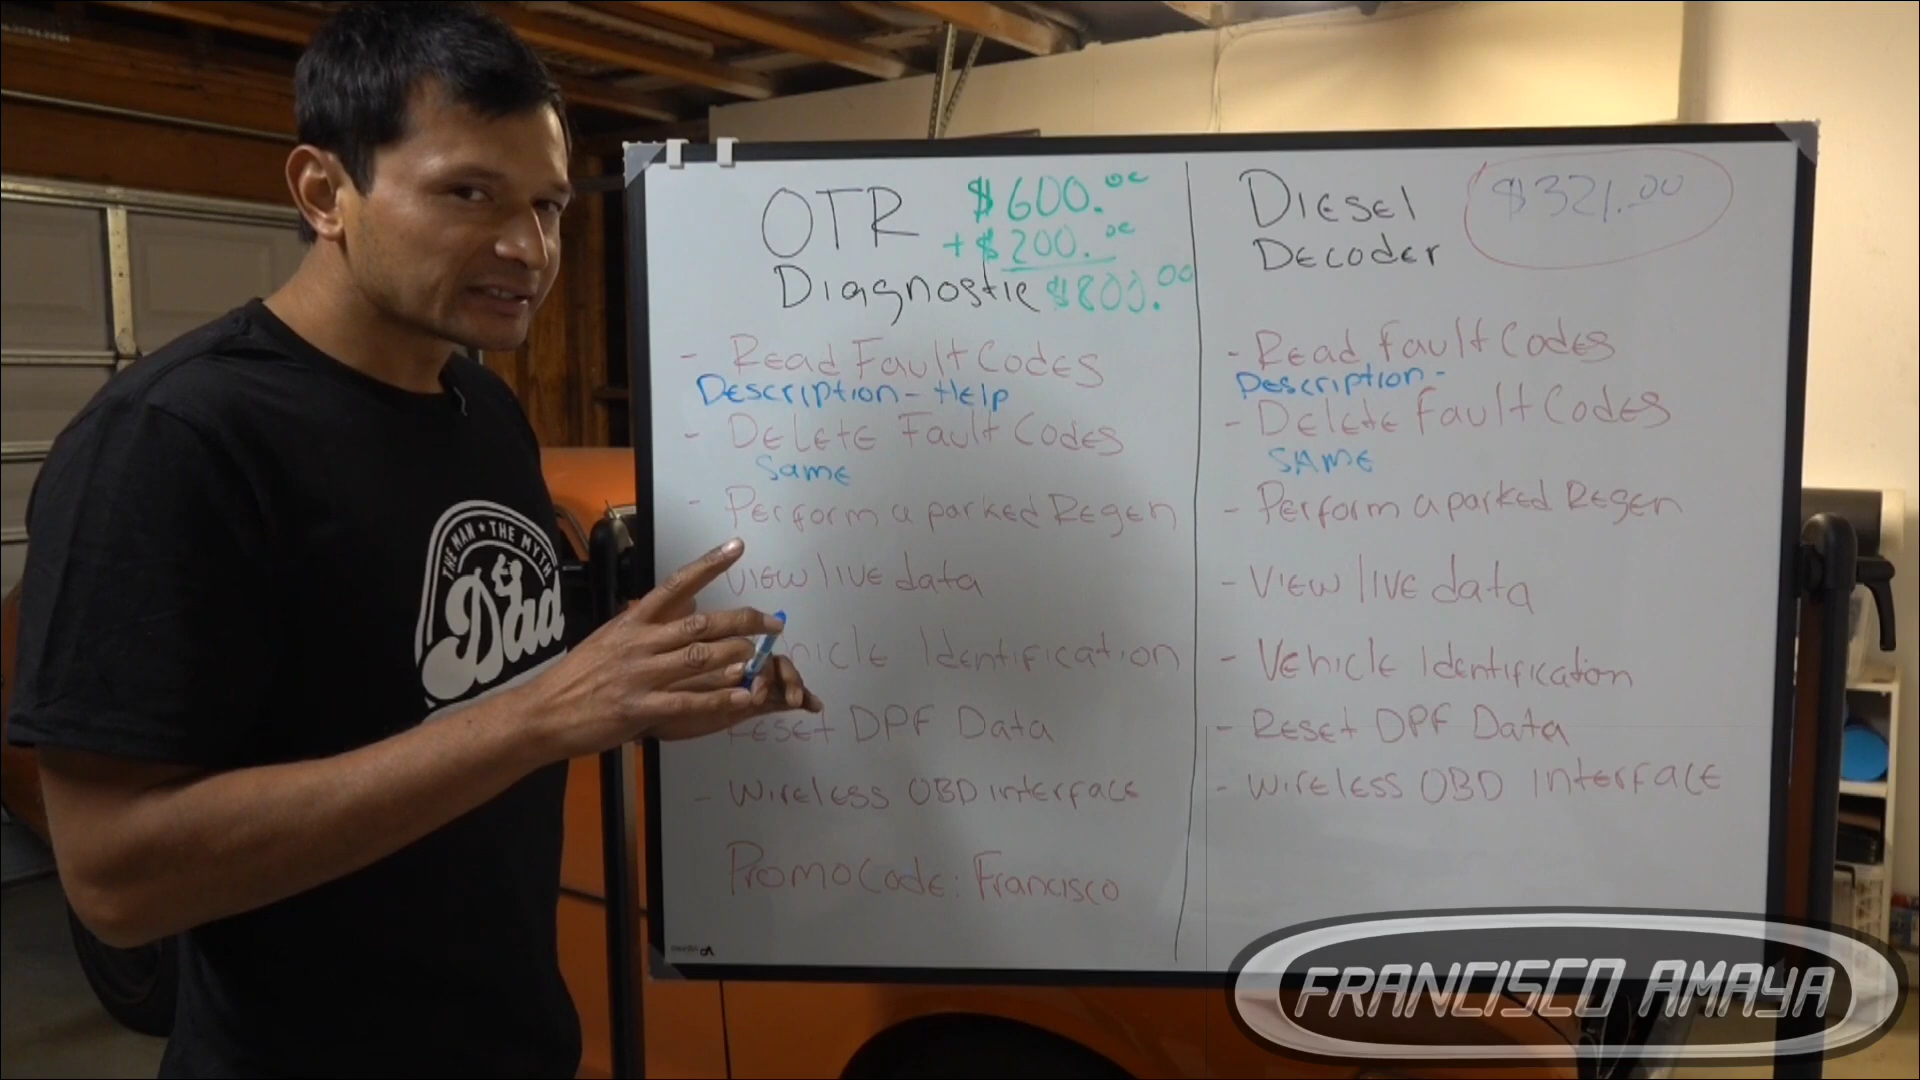 THE MAN ★ THE MYTH
Dad
OTR
Diagnostic
$600.00
+$200.00
$800.00
- Read Fault Codes
Description - Help
- Delete Fault Codes
Same
- Perform a parked Regen
View live data
Identification
Reset DPF Data
- Wireless OBD interface
Promo Code: Francisco
Diesel
Decoder
$321.00
- Read fault Codes
Description -
- Delete fault Codes
SAME
- Perform a parked Regen
- View live data
- Vehicle Identification
- Reset DPF Data
- Wireless OBD interface
FRANCISCO AMAYA